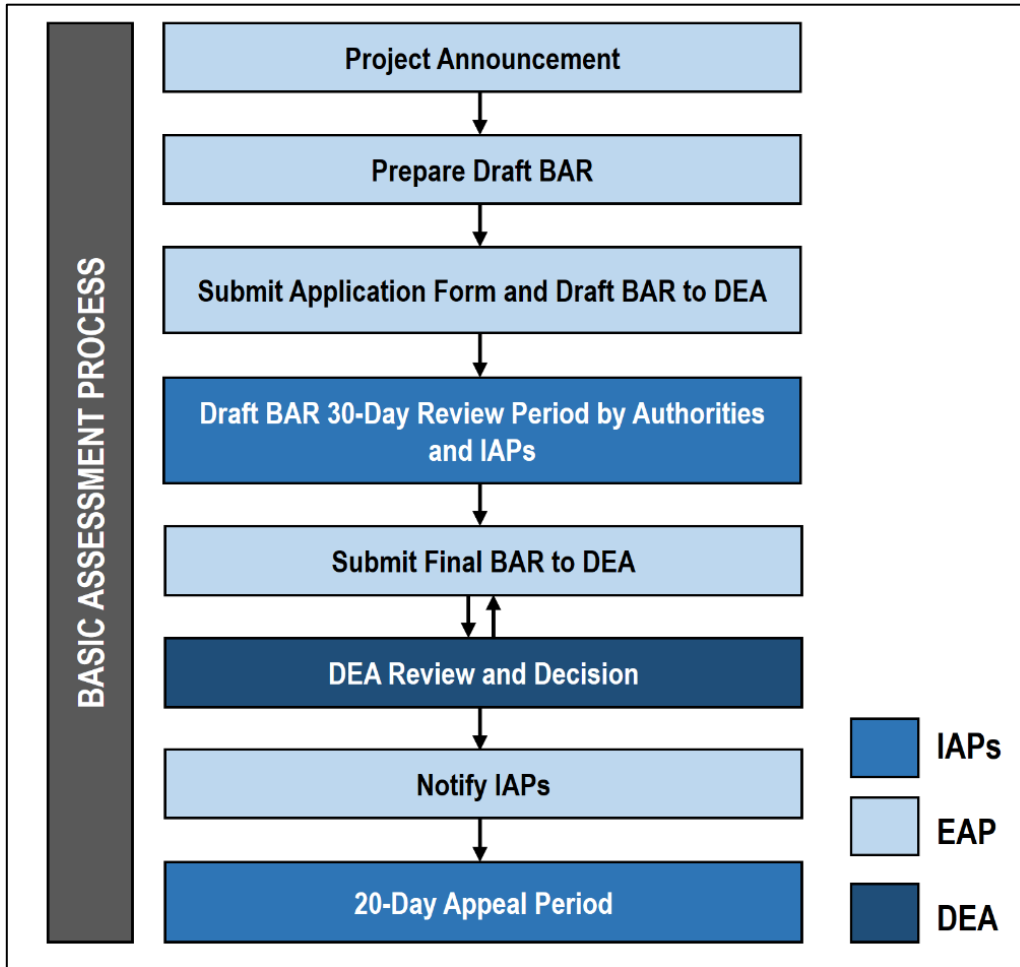 BASIC ASSESSMENT PROCESS
Project Announcement
Prepare Draft BAR
Submit Application Form and Draft BAR to DEA
Draft BAR 30-Day Review Period by Authorities
and IAPs
Submit Final BAR to DEA
DEA Review and Decision
Notify IAPs
20-Day Appeal Period
IAPs
EAP
DEA